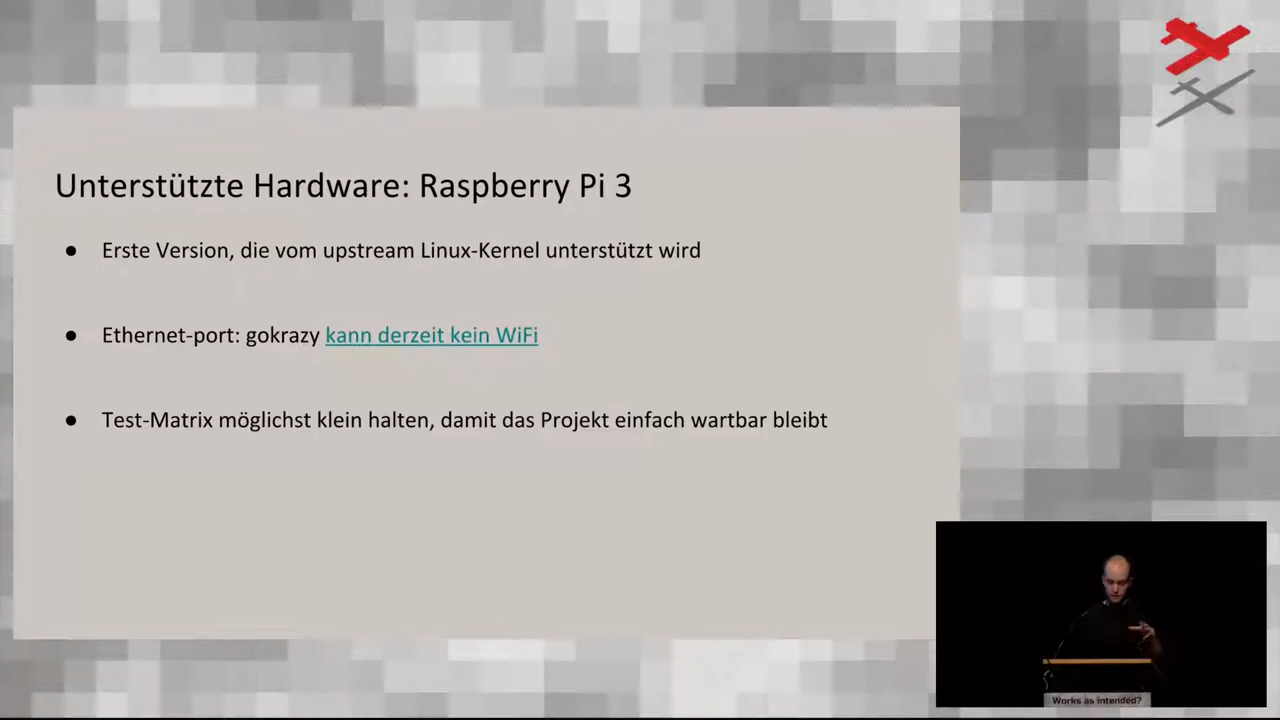 Unterstützte Hardware: Raspberry Pi 3
● Erste Version, die vom upstream Linux-Kernel unterstützt wird
● Ethernet-port: gokrazy kann derzeit kein WiFi
● Test-Matrix möglichst klein halten, damit das Projekt einfach wartbar bleibt
Works as intended?